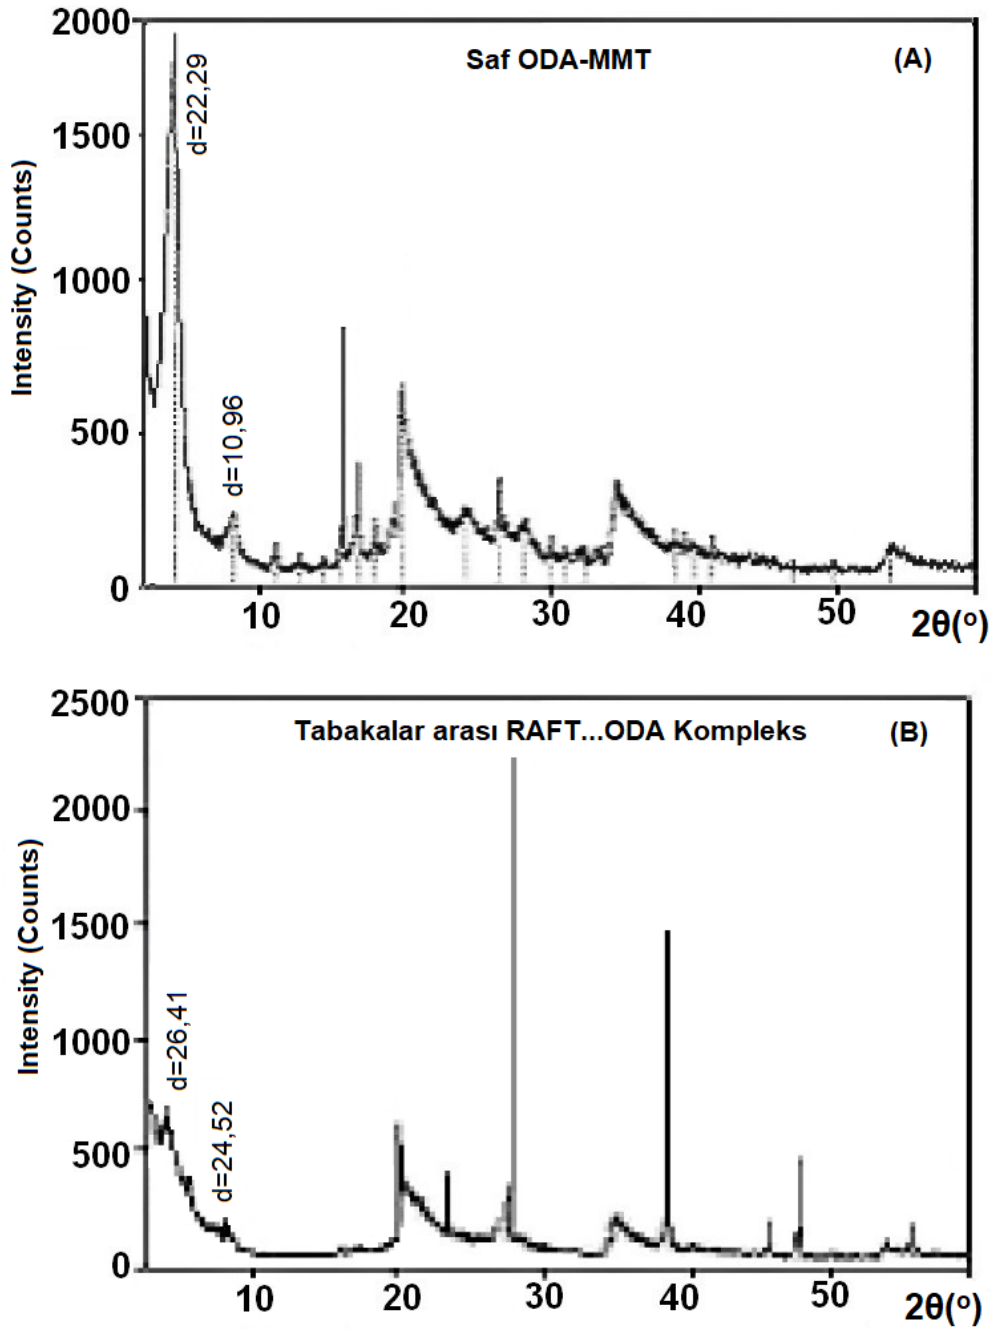 2000
Saf ODA-MMT
(A)
d=22,29
1500
Intensity (Counts)
1000
d=10,96
500
0
10
20
30
40
50
2θ(º)
2500
Tabakalar arası RAFT...ODA Kompleks
(B)
2000
1500
Intensity (Counts)
1000
d=26,41
d=24,52
500
0
10
20
30
40
50
2θ(º)